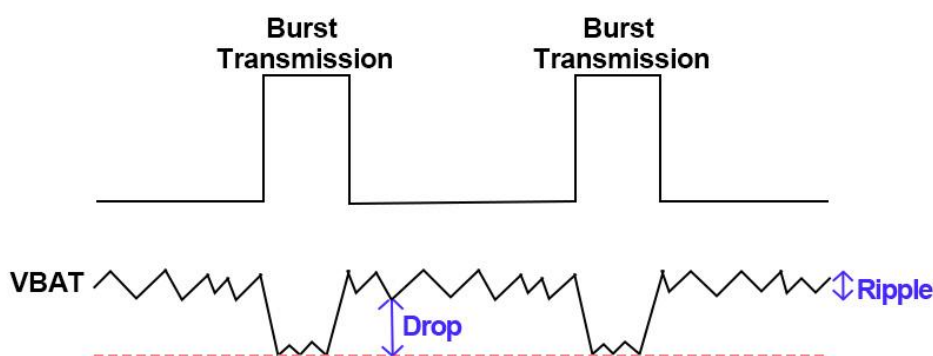 Burst
Transmission
Burst
Transmission
VBAT
Ripple
Drop